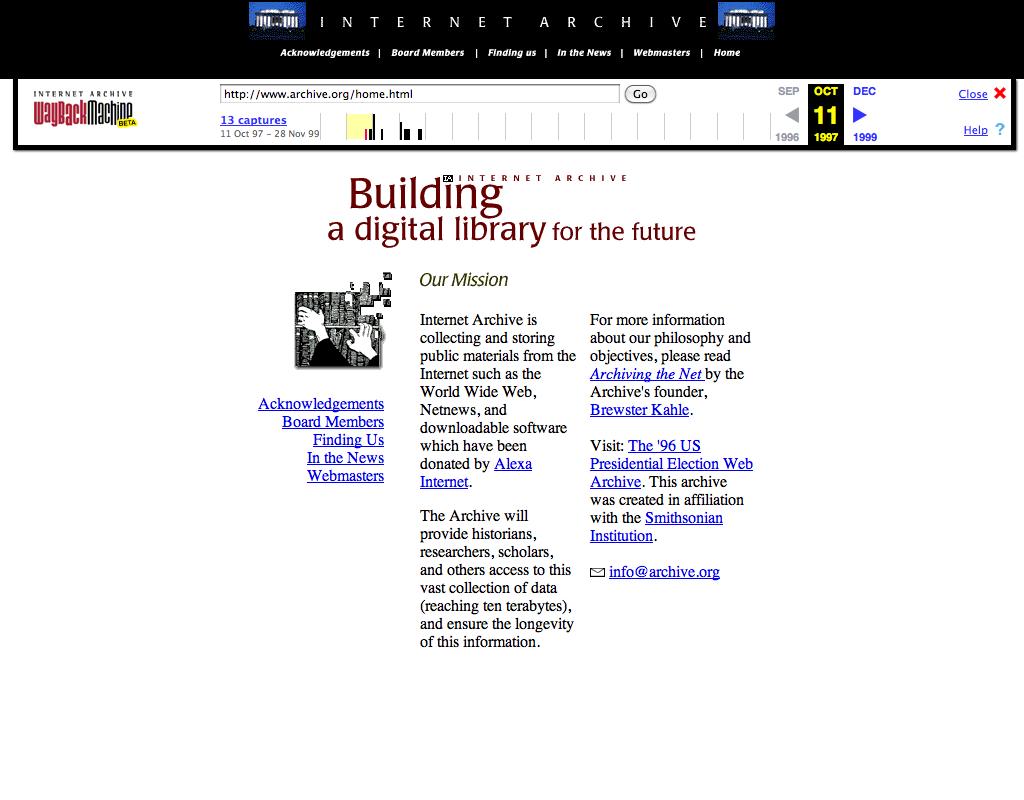 INTERNET ARCHIVE
Acknowledgements | Board Members | Finding us | In the News | Webmasters | Home
INTERNET ARCHIVE
WayBackMachine
BETA
http://www.archive.org/home.html
Go
13 captures
11 Oct 97 – 28 Nov 99
SEP OCT DEC
11
1996 1997 1999
Close
Help ?
INTERNET ARCHIVE
Building
a digital library for the future
Acknowledgements
Board Members
Finding Us
In the News
Webmasters
Our Mission
Internet Archive is
collecting and storing
public materials from the
Internet such as the
World Wide Web,
Netnews, and
downloadable software
which have been
donated by Alexa
Internet.
The Archive will
provide historians,
researchers, scholars,
and others access to this
vast collection of data
(reaching ten terabytes),
and ensure the longevity
of this information.
For more information
about our philosophy and
objectives, please read
Archiving the Net by the
Archive's founder,
Brewster Kahle.
Visit: The '96 US
Presidential Election Web
Archive. This archive
was created in affiliation
with the Smithsonian
Institution.
info@archive.org